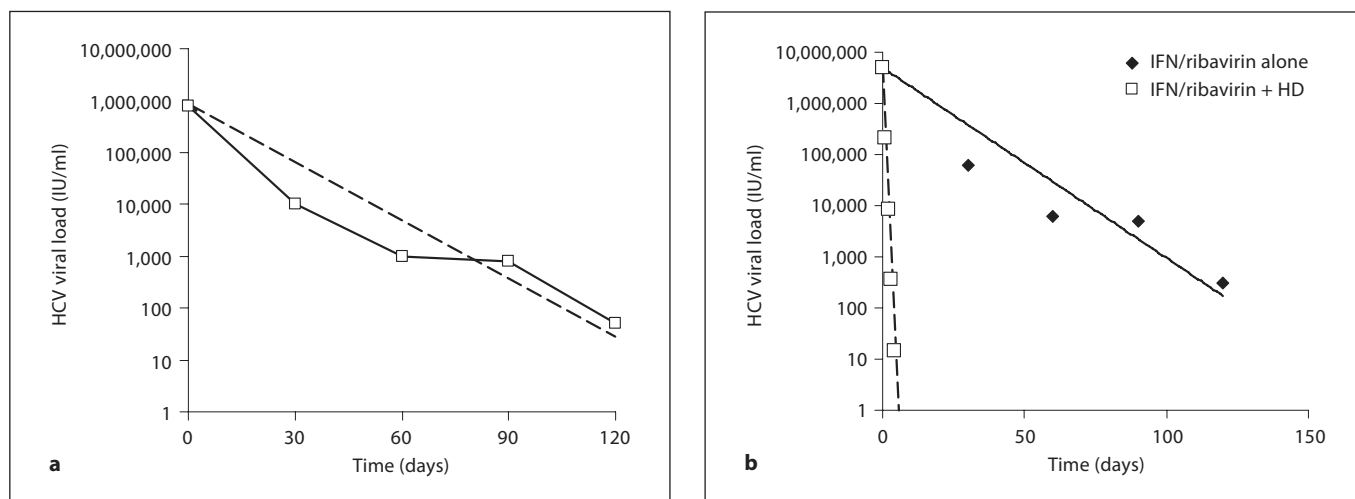 10,000,000
1,000,000
100,000
10,000
1,000
100
10
1
HCV viral load (IU/ml)
0 30 60 90 120
Time (days)
a
10,000,000
1,000,000
100,000
10,000
1,000
100
10
1
HCV viral load (IU/ml)
IFN/ribavirin alone
IFN/ribavirin + HD
0 50 100 150
Time (days)
b